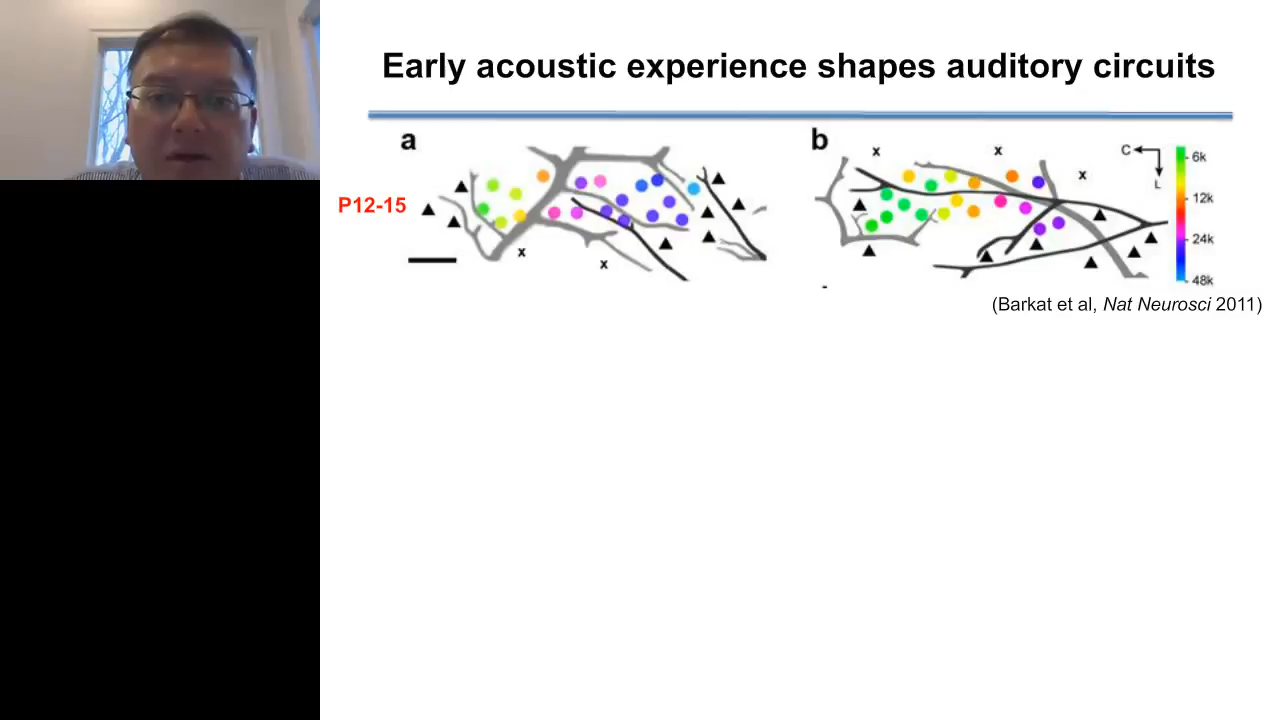 Early acoustic experience shapes auditory circuits
a
b
x
x
C
6k
x
L
P12-15
12k
24k
x
x
48k
(Barkat et al, Nat Neurosci 2011)